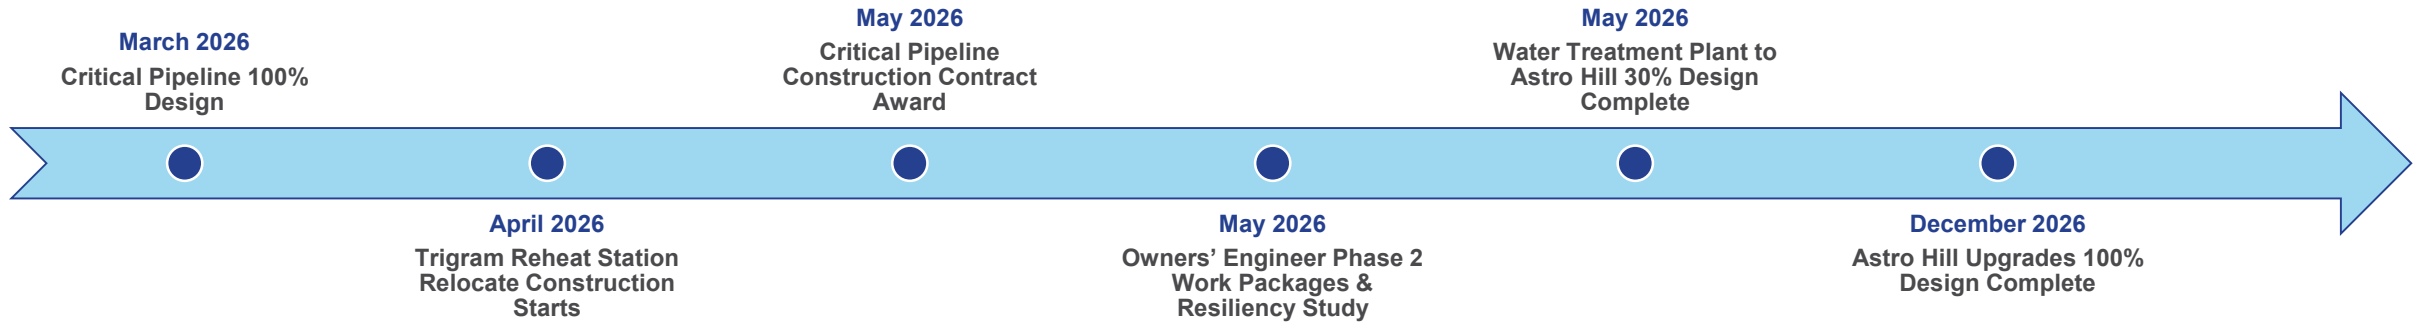 March 2026
Critical Pipeline 100%
Design
April 2026
Trigram Reheat Station
Relocate Construction
Starts
May 2026
Critical Pipeline
Construction Contract
Award
May 2026
Owners’ Engineer Phase 2
Work Packages &
Resiliency Study
May 2026
Water Treatment Plant to
Astro Hill 30% Design
Complete
December 2026
Astro Hill Upgrades 100%
Design Complete